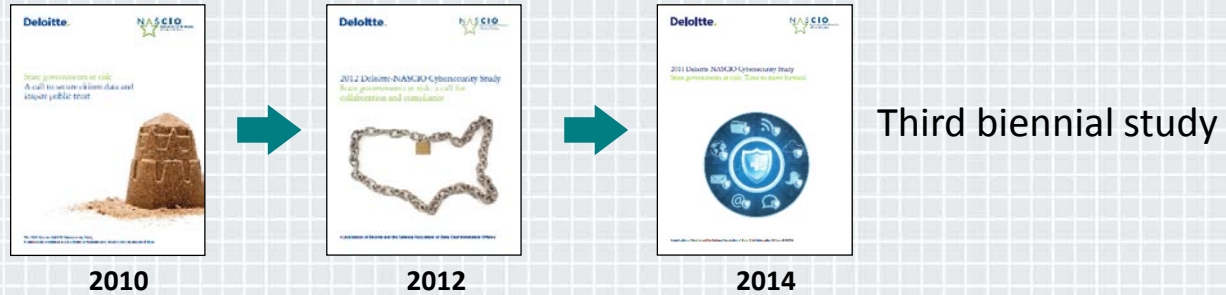 Deloitte.
NASCIO
State governments at risk
A call to secure citizen data and
inspire public trust
2010
Deloitte.
NASCIO
2012 Deloitte-NASCIO Cybersecurity Study
State governments at risk: a call for
collaboration and compliance
2012
Deloitte.
NASCIO
Deloitte-NASCIO Cybersecurity Study
State governments at risk: Time to move forward
2014
Third biennial study